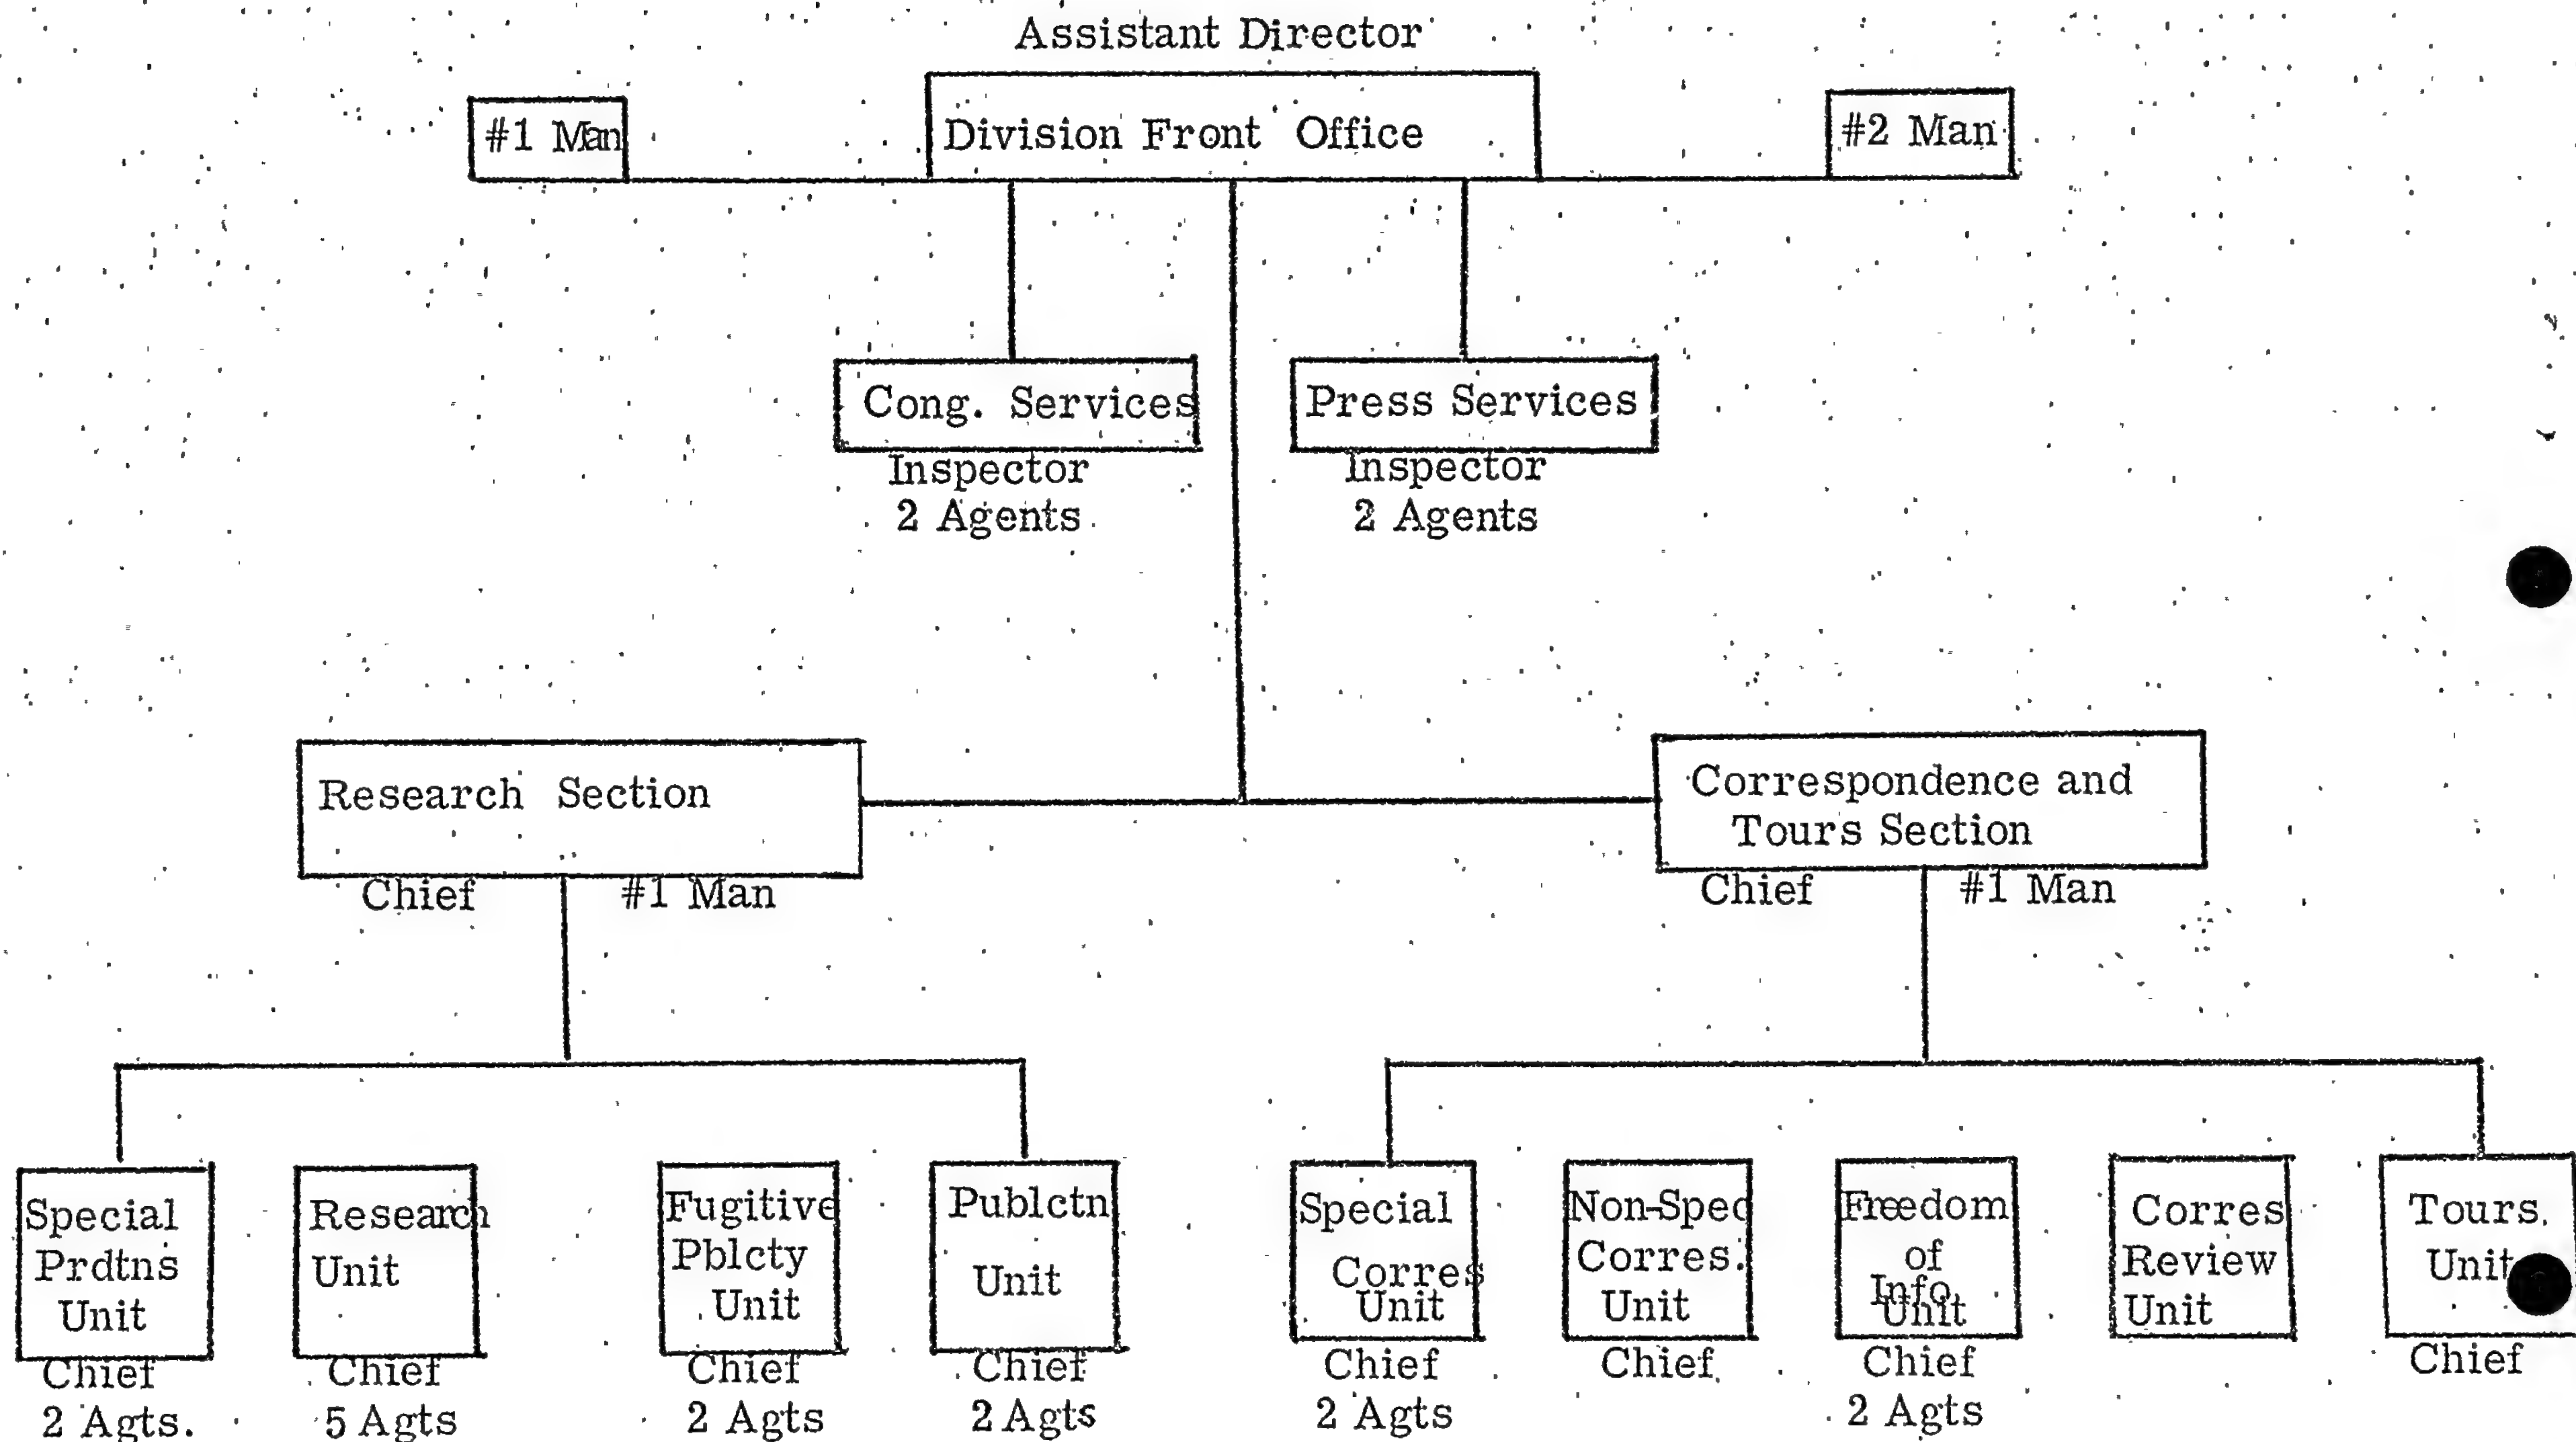 Assistant Director
#1 Man
Division Front Office
#2 Man
Cong. Services
Inspector
2 Agents
Press Services
Inspector
2 Agents
Research Section
Chief #1 Man
Correspondence and
Tours Section
Chief #1 Man
Special
Prdtns
Unit
Chief
2 Agts.
Research
Unit
Chief
5 Agts
Fugitive
Pblcty
Unit
Chief
2 Agts
Publctn
Unit
Chief
2 Agts
Special
Corres
Unit
Chief
2 Agts
Non-Spec
Corres.
Unit
Chief
Freedom
of
Info.
Unit
Chief
2 Agts
Corres
Review
Unit
Tours
Unit
Chief